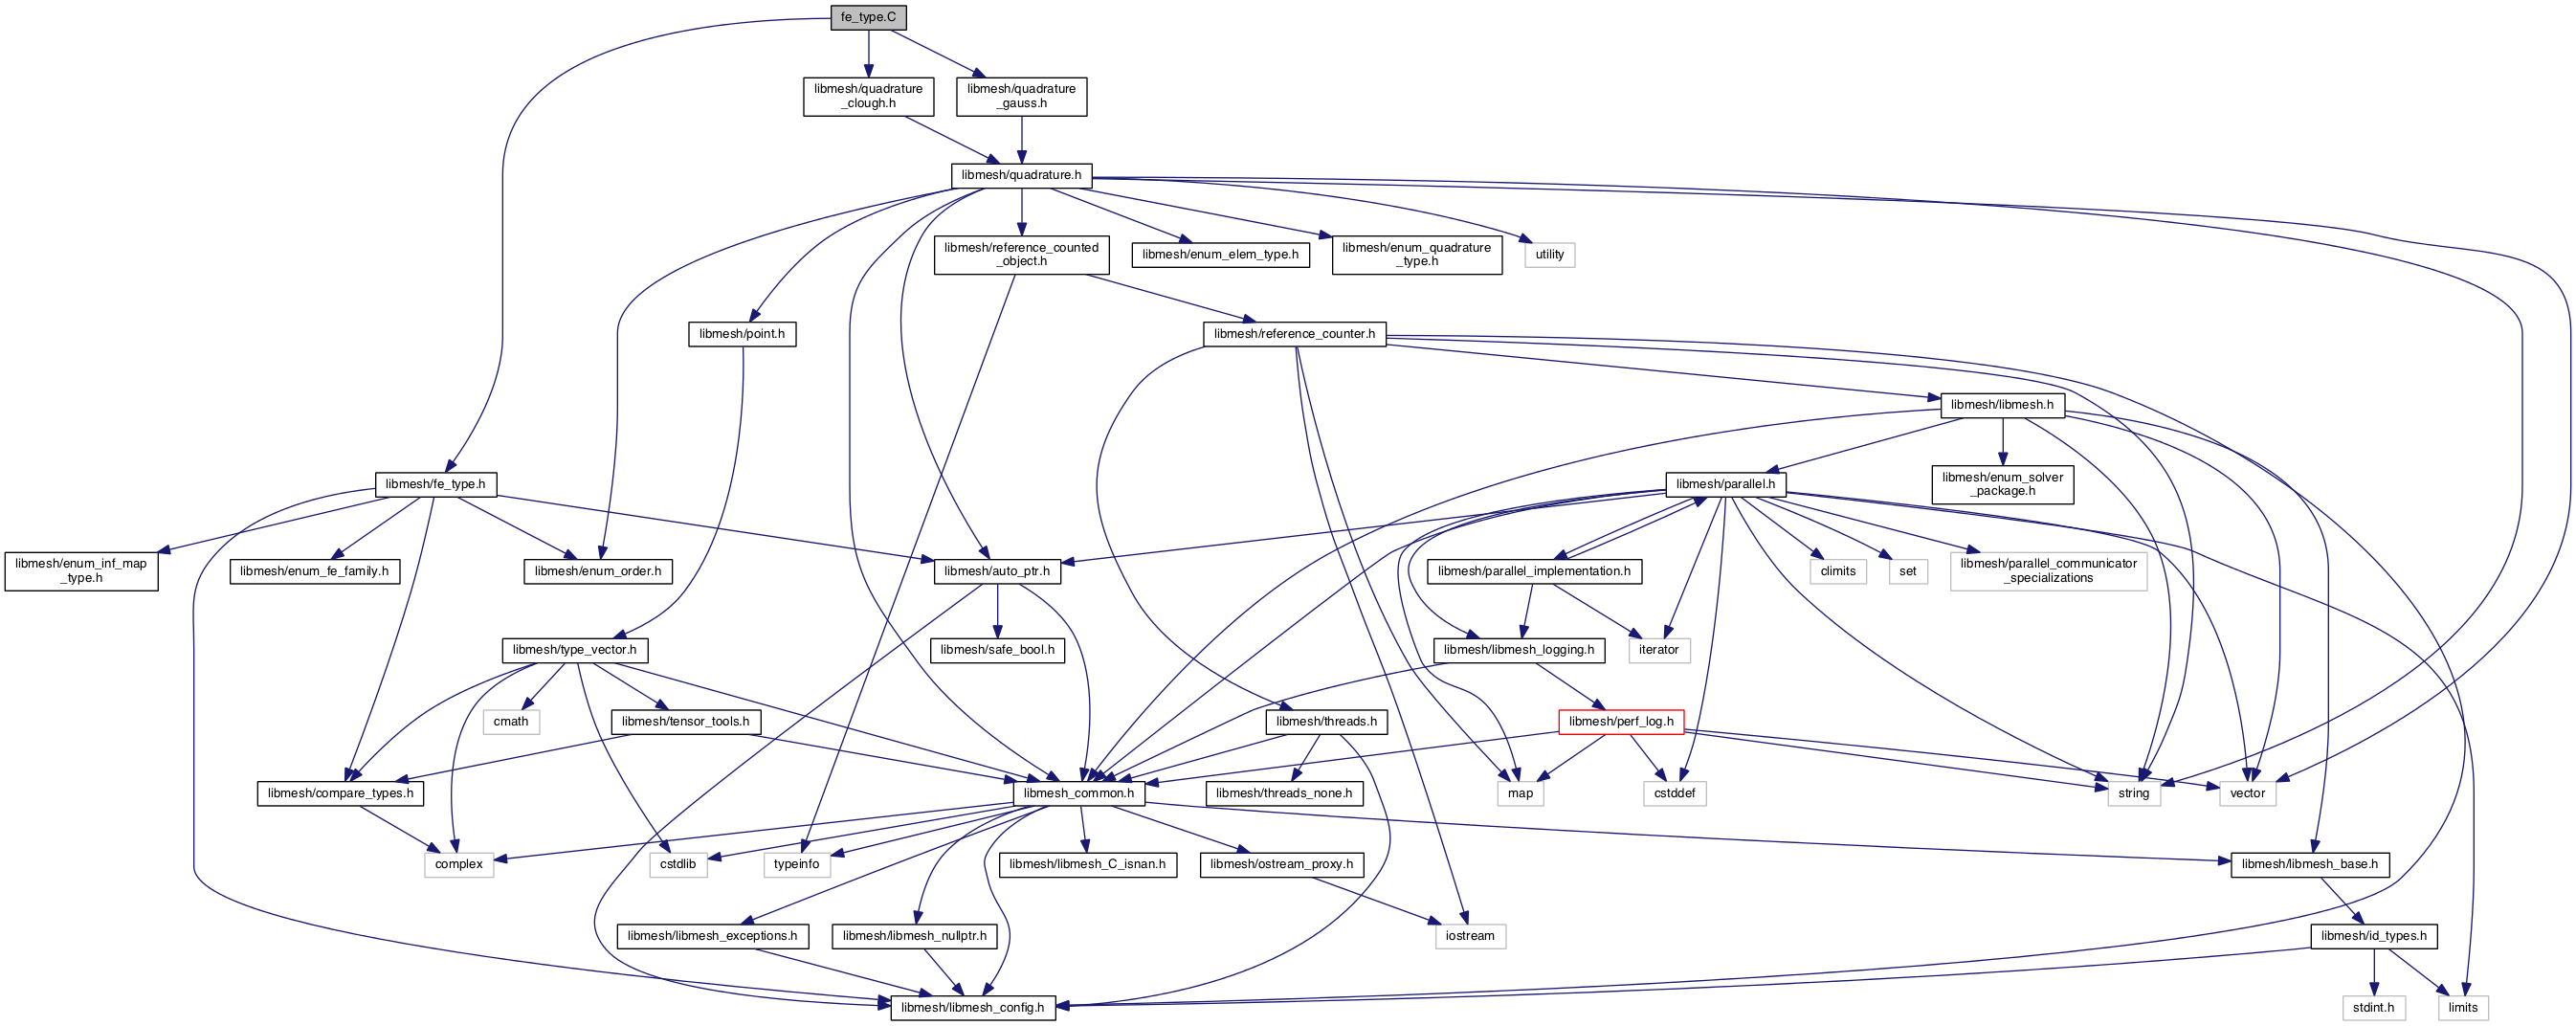 fe_type.C
libmesh/quadrature
_clough.h
libmesh/quadrature
_gauss.h
libmesh/quadrature.h
libmesh/reference_counted
_object.h
libmesh/enum_elem_type.h
libmesh/enum_quadrature
_type.h
utility
libmesh/point.h
libmesh/reference_counter.h
libmesh/libmesh.h
libmesh/fe_type.h
libmesh/parallel.h
libmesh/enum_solver
_package.h
libmesh/enum_inf_map
_type.h
libmesh/enum_fe_family.h
libmesh/enum_order.h
libmesh/auto_ptr.h
libmesh/parallel_implementation.h
climits
set
libmesh/parallel_communicator
_specializations
libmesh/type_vector.h
libmesh/safe_bool.h
libmesh/libmesh_logging.h
iterator
cmath
libmesh/tensor_tools.h
libmesh/threads.h
libmesh/perf_log.h
libmesh/compare_types.h
libmesh_common.h
libmesh/threads_none.h
map
cstddef
string
vector
complex
cstdlib
typeinfo
libmesh/libmesh_C_isnan.h
libmesh/ostream_proxy.h
libmesh/libmesh_base.h
libmesh/libmesh_exceptions.h
libmesh/libmesh_nullptr.h
iostream
libmesh/id_types.h
libmesh/libmesh_config.h
stdint.h
limits